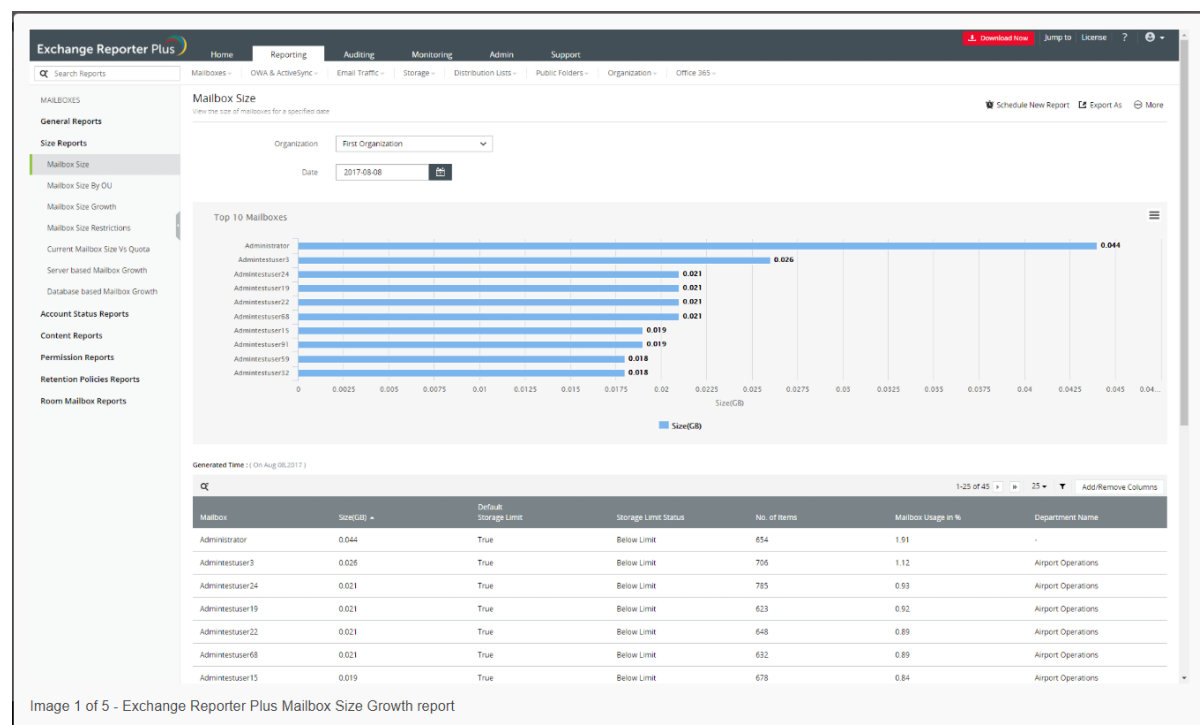 Exchange Reporter Plus
Home Reporting Auditing Monitoring Admin Support
Download Now Jump to License ?
Search Reports
Mailboxes OWA & ActiveSync Email Traffic Storage Distribution Lists Public Folders Organization Office 365
MAILBOXES
General Reports
Size Reports
Mailbox Size
Mailbox Size By OU
Mailbox Size Growth
Mailbox Size Restrictions
Current Mailbox Size Vs Quota
Server based Mailbox Growth
Database based Mailbox Growth
Account Status Reports
Content Reports
Permission Reports
Retention Policies Reports
Room Mailbox Reports
Mailbox Size
View the size of mailboxes for a specified date
Schedule New Report Export As More
Organization First Organization
Date 2017-08-08
Top 10 Mailboxes
Administrator 0.044
Admintestuser3 0.026
Admintestuser24 0.021
Admintestuser19 0.021
Admintestuser22 0.021
Admintestuser68 0.021
Admintestuser15 0.019
Admintestuser91 0.019
Admintestuser59 0.018
Admintestuser32 0.018
0 0.0025 0.005 0.0075 0.01 0.0125 0.015 0.0175 0.02 0.0225 0.025 0.0275 0.03 0.0325 0.035 0.0375 0.04 0.0425 0.045 0.04...
Size(GB)
Size(GB)
Generated Time : ( On Aug 08,2017 )
1-25 of 45 25 Add/Remove Columns
Mailbox Size(GB) Default Storage Limit Storage Limit Status No. of Items Mailbox Usage in % Department Name
Administrator 0.044 True Below Limit 654 1.91 -
Admintestuser3 0.026 True Below Limit 706 1.12 Airport Operations
Admintestuser24 0.021 True Below Limit 785 0.93 Airport Operations
Admintestuser19 0.021 True Below Limit 623 0.92 Airport Operations
Admintestuser22 0.021 True Below Limit 648 0.89 Airport Operations
Admintestuser68 0.021 True Below Limit 632 0.89 Airport Operations
Admintestuser15 0.019 True Below Limit 678 0.84 Airport Operations
Image 1 of 5 - Exchange Reporter Plus Mailbox Size Growth report